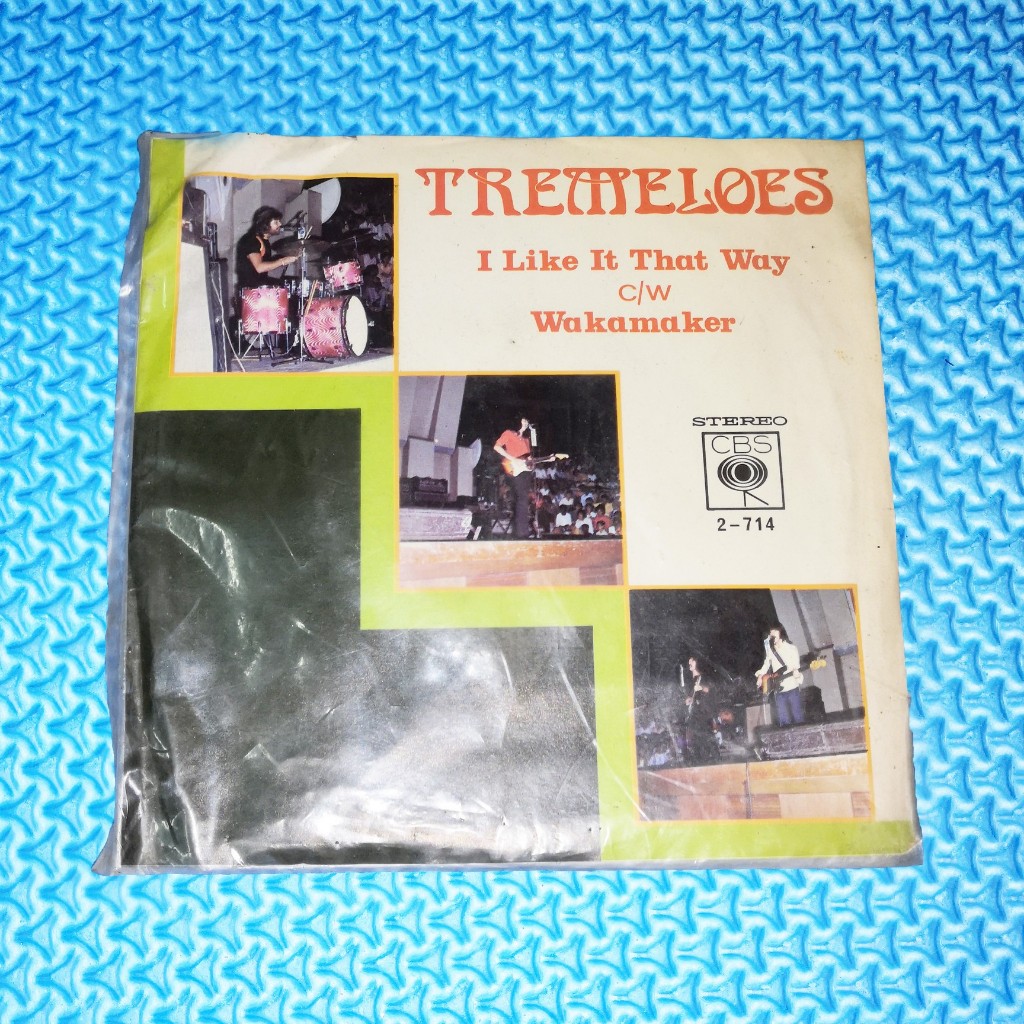 TREMELOES
I Like It That Way
C/W
Wakamaker
STEREO
CBS
2-714